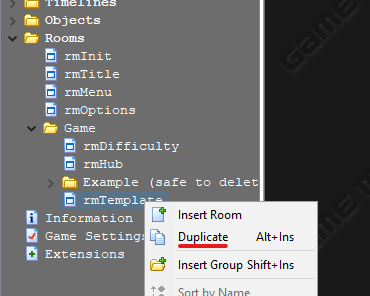 Timelines
Objects
Rooms
rmInit
rmTitle
rmMenu
rmOptions
Game
rmDifficulty
rmHub
Example (safe to delet
rmTemplate
Information
Game Settings
Extensions
Insert Room
Duplicate Alt+Ins
Insert Group Shift+Ins
Sort by Name
GAME M